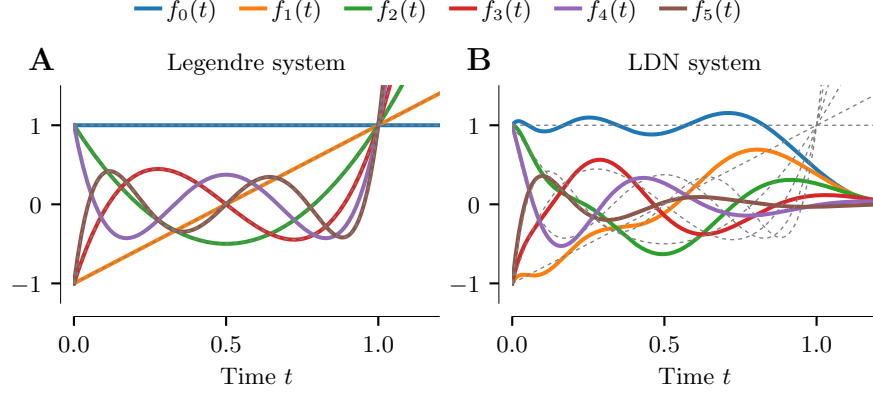 f₀(t) f₁(t) f₂(t) f₃(t) f₄(t) f₅(t)
A Legendre system
B LDN system
1
0
−1
0.0 0.5 1.0
Time t
1
0
−1
0.0 0.5 1.0
Time t